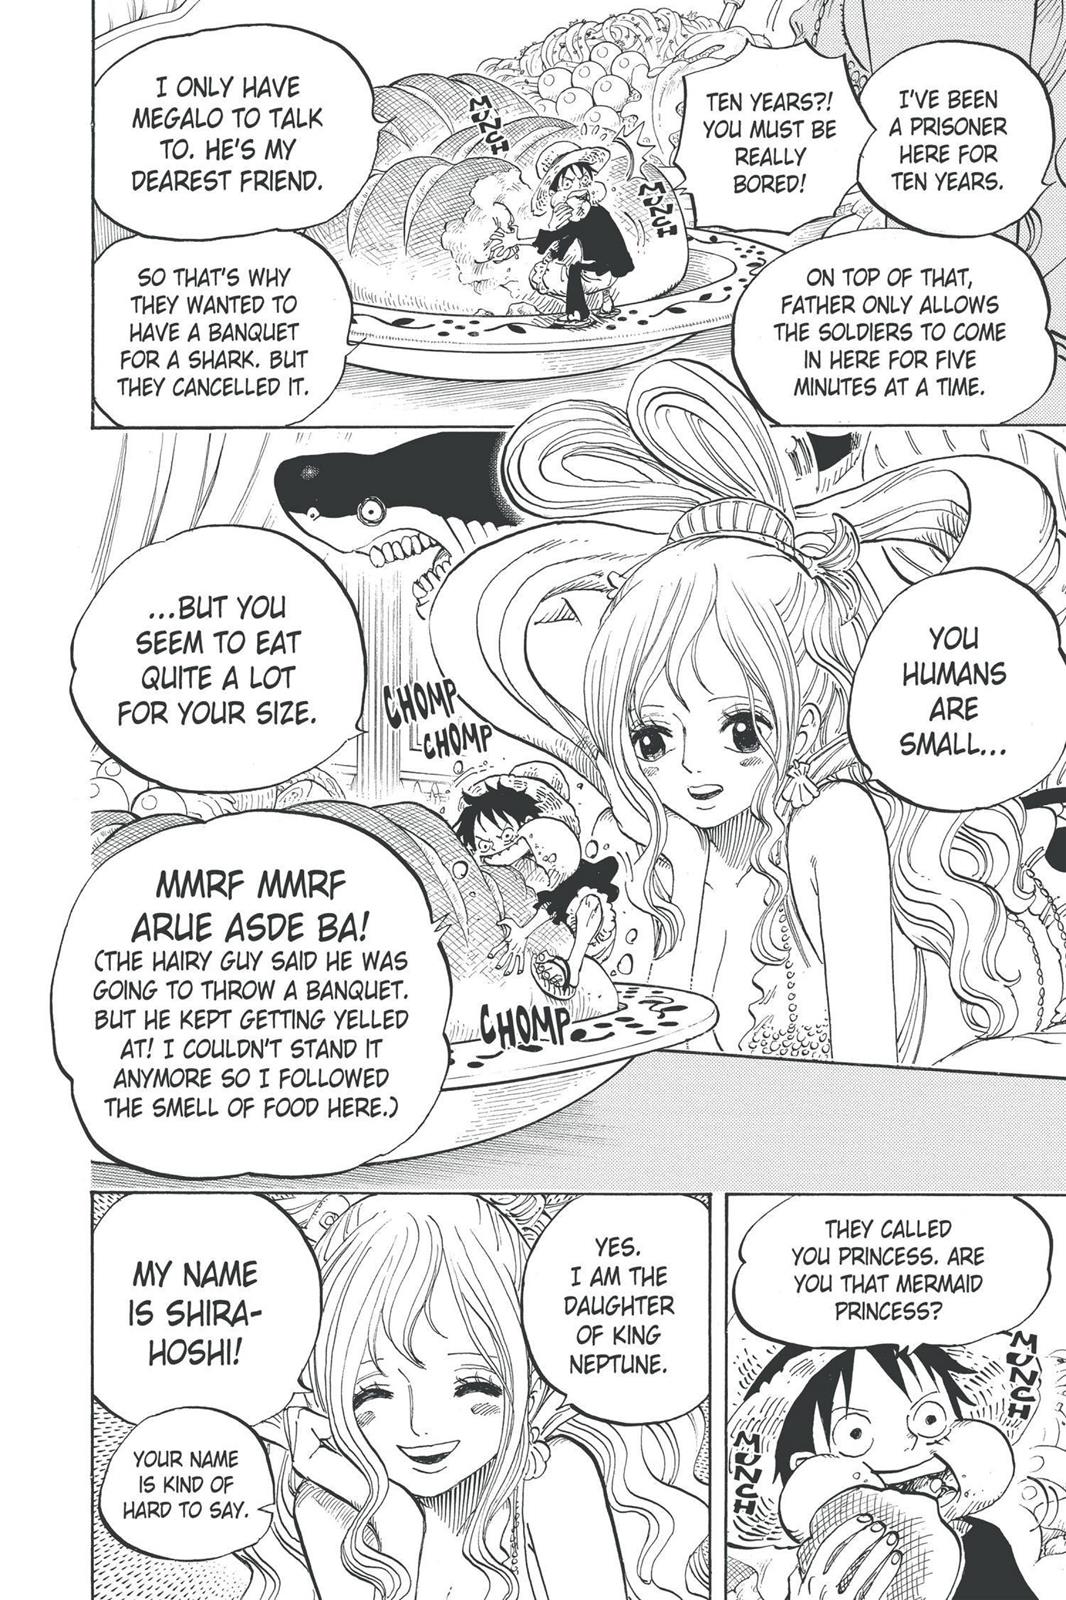 I'VE BEEN
A PRISONER
HERE FOR
TEN YEARS.
TEN YEARS?!
YOU MUST BE
REALLY
BORED!
ON TOP OF THAT,
FATHER ONLY ALLOWS
THE SOLDIERS TO COME
IN HERE FOR FIVE
MINUTES AT A TIME.
MUNCH
MUNCH
I ONLY HAVE
MEGALO TO TALK
TO. HE'S MY
DEAREST FRIEND.
SO THAT'S WHY
THEY WANTED TO
HAVE A BANQUET
FOR A SHARK. BUT
THEY CANCELLED IT.
YOU
HUMANS
ARE
SMALL...
...BUT YOU
SEEM TO EAT
QUITE A LOT
FOR YOUR SIZE.
CHOMP
CHOMP
CHOMP
MMRF MMRF
ARUE ASDE BA!
(THE HAIRY GUY SAID HE WAS
GOING TO THROW A BANQUET.
BUT HE KEPT GETTING YELLED
AT! I COULDN'T STAND IT
ANYMORE SO I FOLLOWED
THE SMELL OF FOOD HERE.)
THEY CALLED
YOU PRINCESS. ARE
YOU THAT MERMAID
PRINCESS?
MUNCH
MUNCH
YES.
I AM THE
DAUGHTER
OF KING
NEPTUNE.
MY NAME
IS SHIRA-
HOSHI!
YOUR NAME
IS KIND OF
HARD TO SAY.